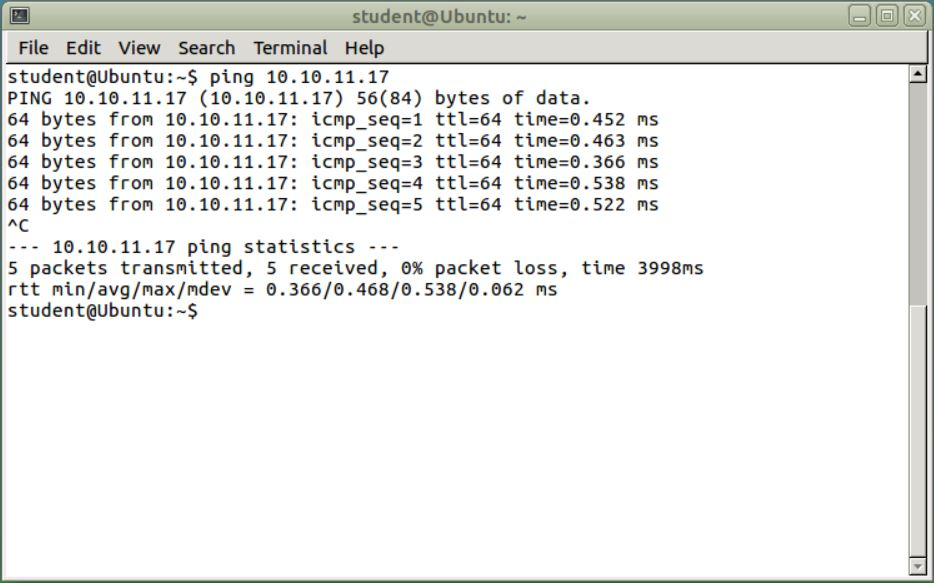 student@Ubuntu: ~
File Edit View Search Terminal Help
student@Ubuntu:~$ ping 10.10.11.17
PING 10.10.11.17 (10.10.11.17) 56(84) bytes of data.
64 bytes from 10.10.11.17: icmp_seq=1 ttl=64 time=0.452 ms
64 bytes from 10.10.11.17: icmp_seq=2 ttl=64 time=0.463 ms
64 bytes from 10.10.11.17: icmp_seq=3 ttl=64 time=0.366 ms
64 bytes from 10.10.11.17: icmp_seq=4 ttl=64 time=0.538 ms
64 bytes from 10.10.11.17: icmp_seq=5 ttl=64 time=0.522 ms
^C
--- 10.10.11.17 ping statistics ---
5 packets transmitted, 5 received, 0% packet loss, time 3998ms
rtt min/avg/max/mdev = 0.366/0.468/0.538/0.062 ms
student@Ubuntu:~$